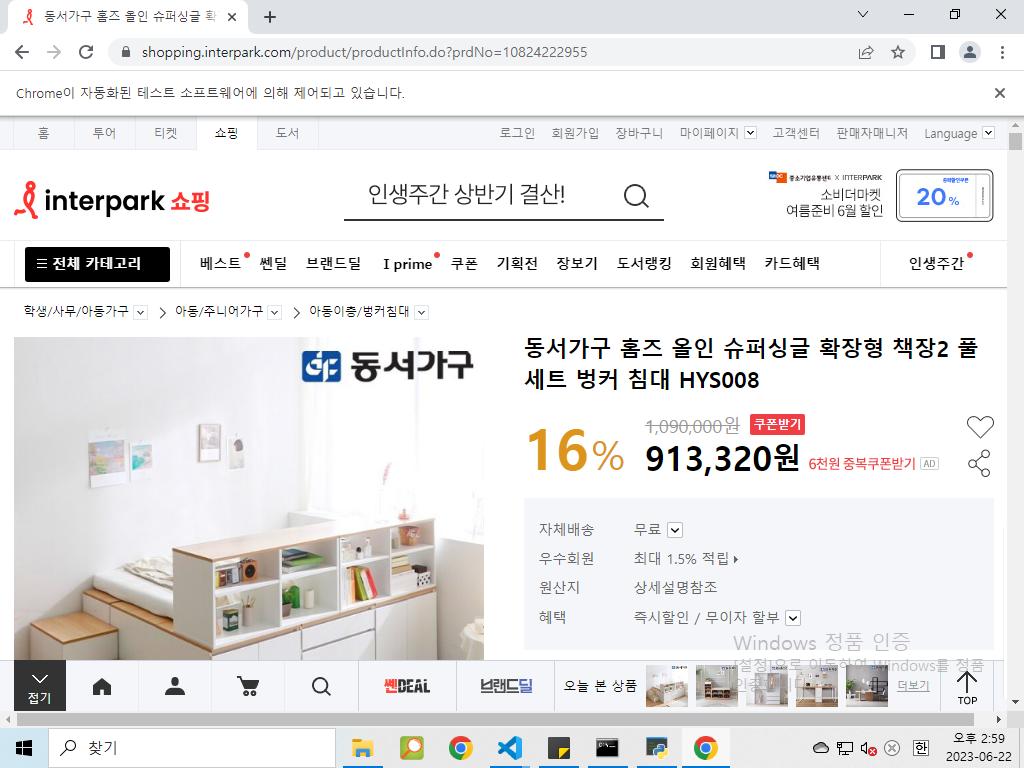 동서가구 홈즈 올인 슈퍼싱글 확
shopping.interpark.com/product/productInfo.do?prdNo=10824222955
Chrome이 자동화된 테스트 소프트웨어에 의해 제어되고 있습니다.
홈 투어 티켓 쇼핑 도서 로그인 회원가입 장바구니 마이페이지 고객센터 판매자매니저 Language
interpark 쇼핑
인생주간 상반기 결산!
중소기업유통센터 X INTERPARK
소비더마켓
여름준비 6월 할인
20%
전체 카테고리 베스트 쎈딜 브랜드딜 I prime 쿠폰 기획전 장보기 도서랭킹 회원혜택 카드혜택 인생주간
학생/사무/아동가구 아동/주니어가구 아동이층/벙커침대
동서가구
동서가구 홈즈 올인 슈퍼싱글 확장형 책장2 풀
세트 벙커 침대 HYS008
16%
1,090,000원 쿠폰받기
913,320원 6천원 중복쿠폰받기 AD
자체배송 무료
우수회원 최대 1.5% 적립
원산지 상세설명참조
혜택 즉시할인 / 무이자 할부
Windows 정품 인증
[설정]으로 이동하여 Windows를 정품
접기
쎈DEAL
브랜드딜
오늘 본 상품
더보기
TOP
찾기
한
오후 2:59
2023-06-22